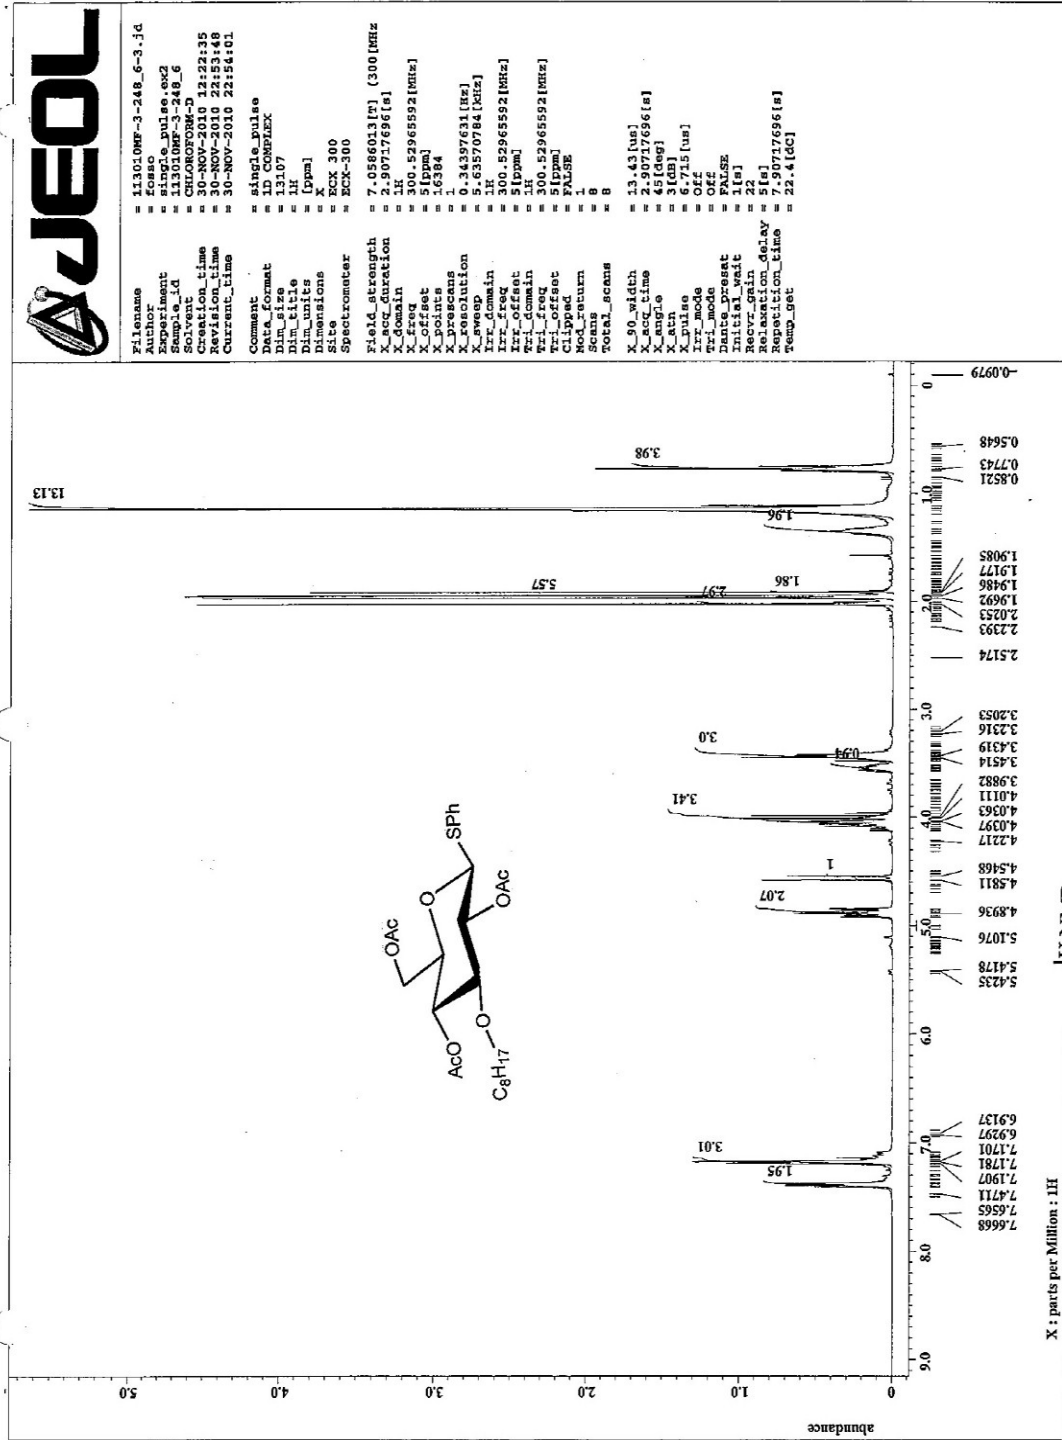 JEOL
Filename = 113010MF-3-248_6-3.jd
Author = fosso
Experiment = single_pulse.ex2
Sample_id = 113010MF-3-248_6
Solvent = CHLOROFORM-D
Creation_time = 30-NOV-2010 12:22:35
Revision_time = 30-NOV-2010 22:53:48
Current_time = 30-NOV-2010 22:54:01
Comment = single_pulse
Data_format = 1D COMPLEX
Dim_size = 13107
Dim_title = 1H
Dim_units = [ppm]
Dimensions = X
Site = ECX 300
Spectrometer = ECX-300
Field_strength = 7.0586013[T] (300[MHz
X_acq_duration = 2.90717696[s]
X_domain = 1H
X_freq = 300.52965592[MHz]
X_offset = 5[ppm]
X_points = 16384
X_prescans = 1
X_resolution = 0.34397631[Hz]
X_sweep = 5.63570784[kHz]
Irr_domain = 1H
Irr_freq = 300.52965592[MHz]
Irr_offset = 5[ppm]
Tri_domain = 1H
Tri_freq = 300.52965592[MHz]
Tri_offset = 5[ppm]
Clipped = FALSE
Mod_return = 1
Scans = 8
Total_scans = 8
X_90_width = 13.43[us]
X_acq_time = 2.90717696[s]
X_angle = 45[deg]
X_atn = 3[dB]
X_pulse = 6.715[us]
Irr_mode = Off
Tri_mode = Off
Dante_presat = FALSE
Initial_wait = 1[s]
Recvr_gain = 22
Relaxation_delay = 5[s]
Repetition_time = 7.90717696[s]
Temp_get = 22.4[dC]
abundance
0 1.0 2.0 3.0 4.0 5.0
1.95 3.01 2.07 1 3.41 0.94 3.0 2.97 5.57 1.86 1.96 13.13 3.98
OAc
AcO
O
SPh
C8H17
O
OAc
9.0 8.0 7.0 6.0 5.0 4.0 3.0 2.0 1.0 0
7.6668
7.6565
7.4711
7.1907
7.1781
7.1701
6.9297
6.9137
5.4235
5.4178
5.1076
4.8936
4.5811
4.5468
4.2217
4.0397
4.0363
4.0111
3.9882
3.4514
3.4319
3.2316
3.2053
2.5174
2.2393
2.0253
1.9692
1.9486
1.9177
1.9085
0.8521
0.7743
0.5648
-0.0979
X : parts per Million : 1H